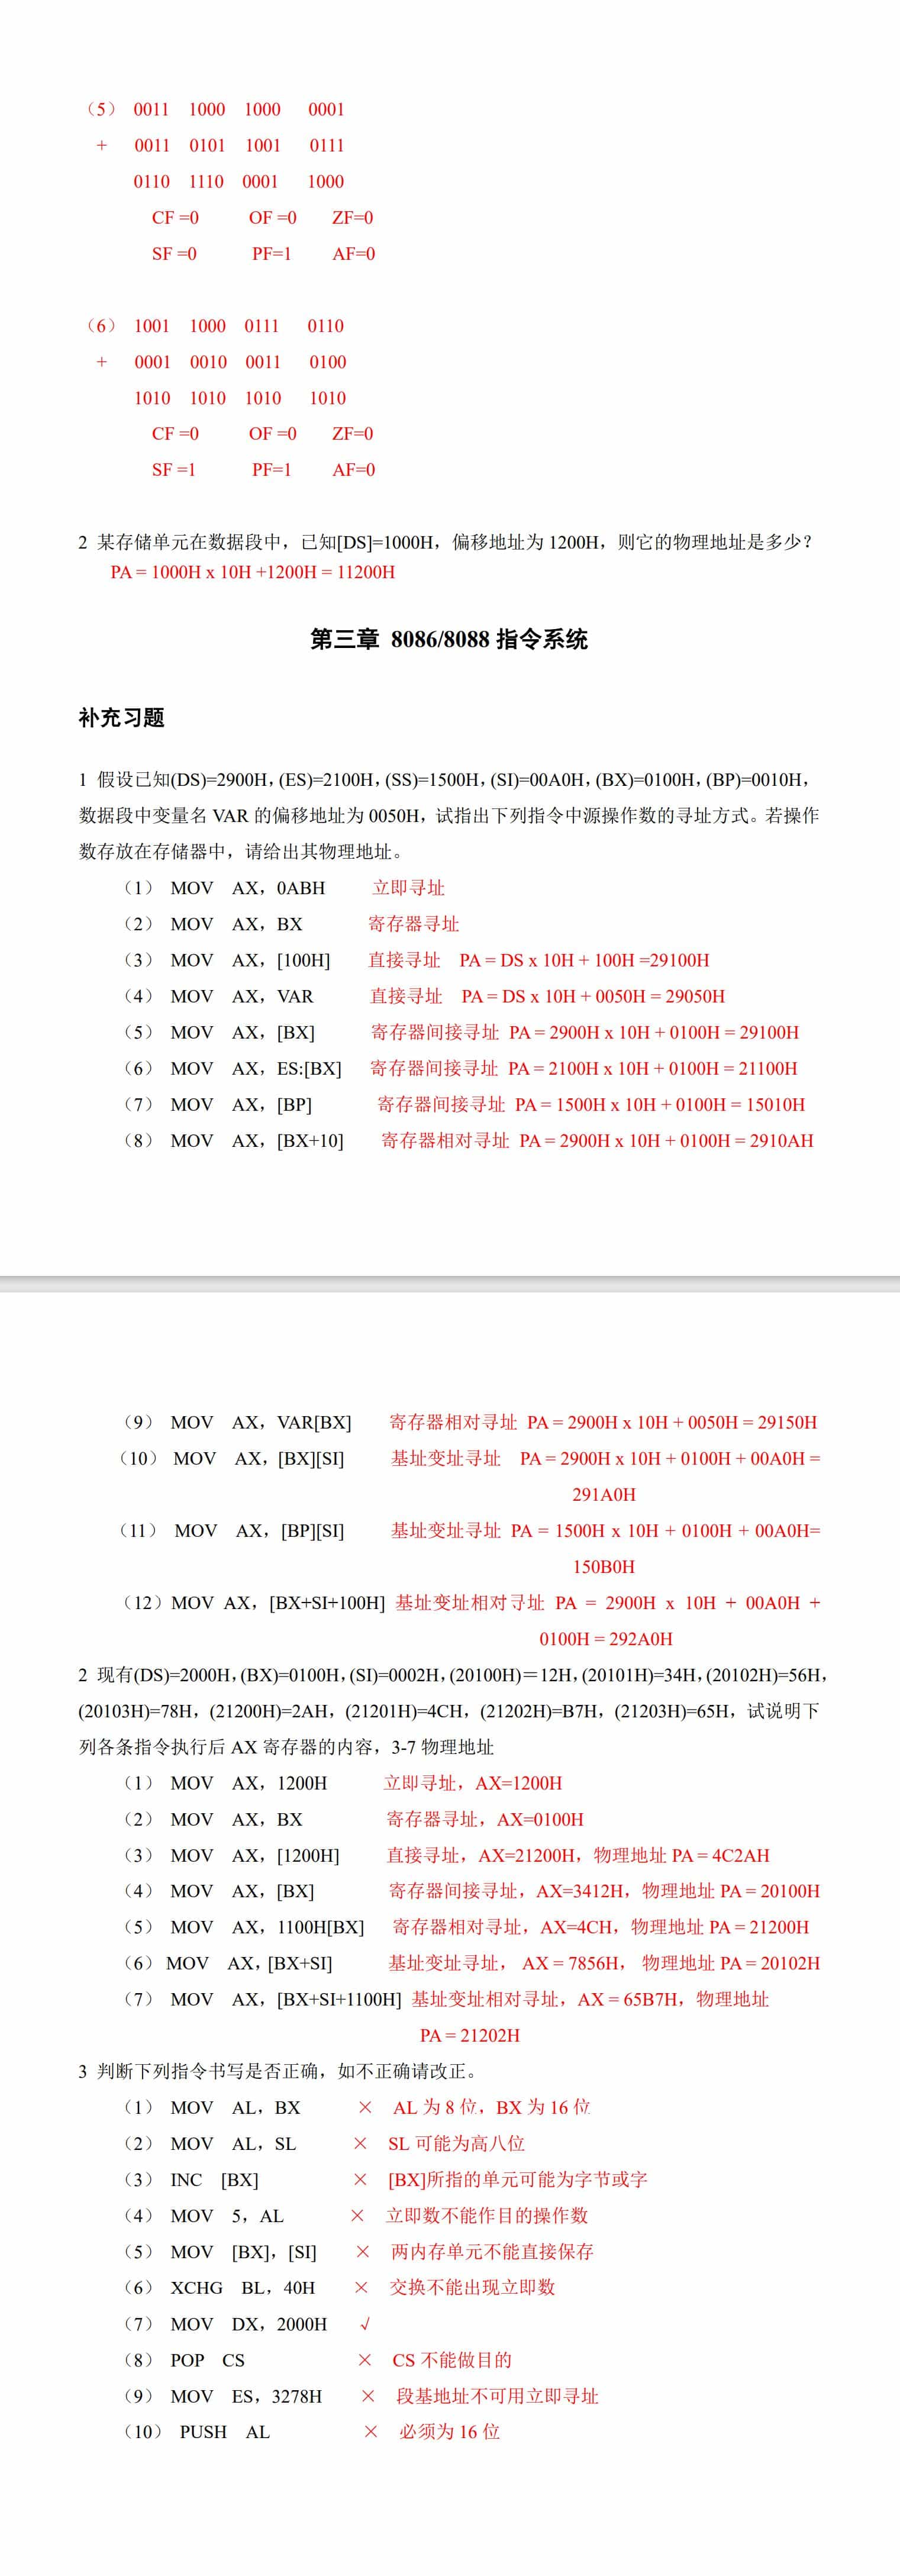 （5） 0011 1000 1000 0001
+ 0011 0101 1001 0111
0110 1110 0001 1000
CF =0 OF =0 ZF=0
SF =0 PF=1 AF=0
（6） 1001 1000 0111 0110
+ 0001 0010 0011 0100
1010 1010 1010 1010
CF =0 OF =0 ZF=0
SF =1 PF=1 AF=0
2 某存储单元在数据段中，已知[DS]=1000H，偏移地址为 1200H，则它的物理地址是多少？
PA = 1000H x 10H +1200H = 11200H
第三章 8086/8088 指令系统
补充习题
1 假设已知(DS)=2900H，(ES)=2100H，(SS)=1500H，(SI)=00A0H，(BX)=0100H，(BP)=0010H，
数据段中变量名 VAR 的偏移地址为 0050H，试指出下列指令中源操作数的寻址方式。若操作
数存放在存储器中，请给出其物理地址。
（1） MOV AX，0ABH 立即寻址
（2） MOV AX，BX 寄存器寻址
（3） MOV AX，[100H] 直接寻址 PA = DS x 10H + 100H =29100H
（4） MOV AX，VAR 直接寻址 PA = DS x 10H + 0050H = 29050H
（5） MOV AX，[BX] 寄存器间接寻址 PA = 2900H x 10H + 0100H = 29100H
（6） MOV AX，ES:[BX] 寄存器间接寻址 PA = 2100H x 10H + 0100H = 21100H
（7） MOV AX，[BP] 寄存器间接寻址 PA = 1500H x 10H + 0100H = 15010H
（8） MOV AX，[BX+10] 寄存器相对寻址 PA = 2900H x 10H + 0100H = 2910AH
（9） MOV AX，VAR[BX] 寄存器相对寻址 PA = 2900H x 10H + 0050H = 29150H
（10） MOV AX，[BX][SI] 基址变址寻址 PA = 2900H x 10H + 0100H + 00A0H =
291A0H
（11） MOV AX，[BP][SI] 基址变址寻址 PA = 1500H x 10H + 0100H + 00A0H=
150B0H
（12）MOV AX，[BX+SI+100H] 基址变址相对寻址 PA = 2900H x 10H + 00A0H +
0100H = 292A0H
2 现有(DS)=2000H，(BX)=0100H，(SI)=0002H，(20100H)＝12H，(20101H)=34H，(20102H)=56H，
(20103H)=78H，(21200H)=2AH，(21201H)=4CH，(21202H)=B7H，(21203H)=65H，试说明下
列各条指令执行后 AX 寄存器的内容，3-7 物理地址
（1） MOV AX，1200H 立即寻址，AX=1200H
（2） MOV AX，BX 寄存器寻址，AX=0100H
（3） MOV AX，[1200H] 直接寻址，AX=21200H，物理地址 PA = 4C2AH
（4） MOV AX，[BX] 寄存器间接寻址，AX=3412H，物理地址 PA = 20100H
（5） MOV AX，1100H[BX] 寄存器相对寻址，AX=4CH，物理地址 PA = 21200H
（6）MOV AX，[BX+SI] 基址变址寻址， AX = 7856H， 物理地址 PA = 20102H
（7） MOV AX，[BX+SI+1100H] 基址变址相对寻址，AX = 65B7H，物理地址
PA = 21202H
3 判断下列指令书写是否正确，如不正确请改正。
（1） MOV AL，BX × AL 为 8 位，BX 为 16 位
（2） MOV AL，SL × SL 可能为高八位
（3） INC [BX] × [BX]所指的单元可能为字节或字
（4） MOV 5，AL × 立即数不能作目的操作数
（5） MOV [BX]，[SI] × 两内存单元不能直接保存
（6） XCHG BL，40H × 交换不能出现立即数
（7） MOV DX，2000H √
（8） POP CS × CS 不能做目的
（9） MOV ES，3278H × 段基地址不可用立即寻址
（10） PUSH AL × 必须为 16 位